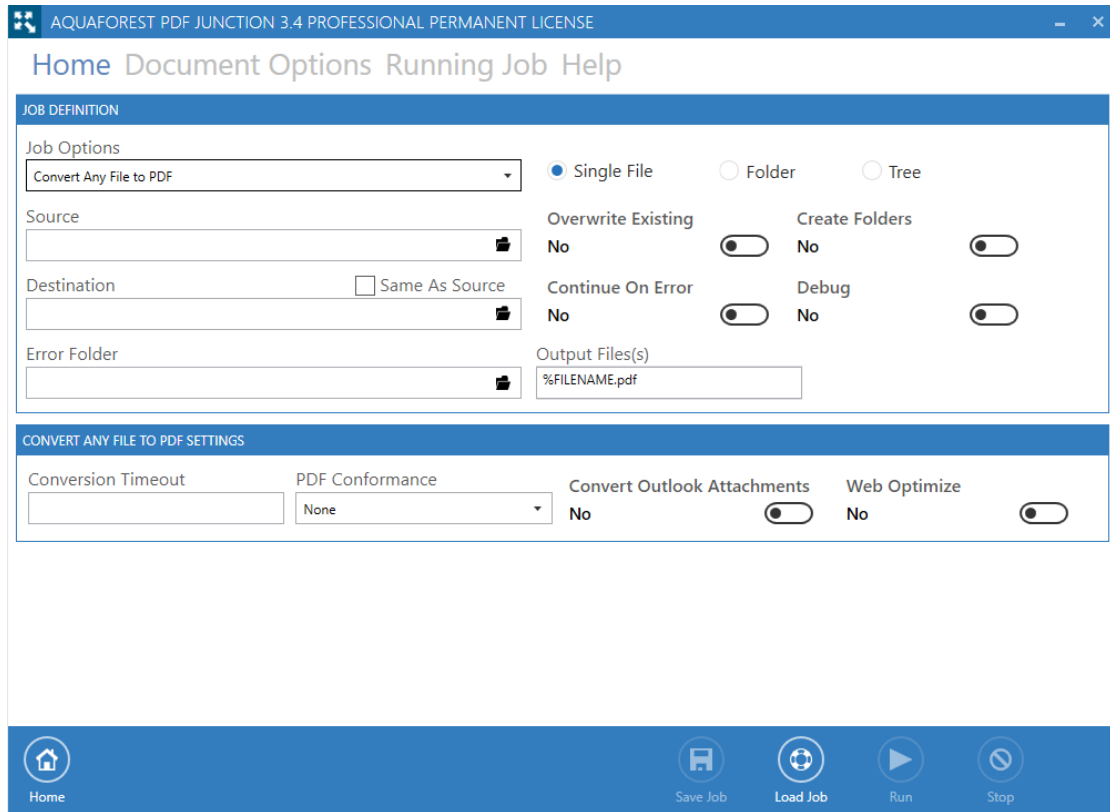 AQUAFOREST PDF JUNCTION 3.4 PROFESSIONAL PERMANENT LICENSE
Home Document Options Running Job Help
JOB DEFINITION
Job Options
Convert Any File to PDF
Single File Folder Tree
Source
Overwrite Existing Create Folders
No No
Destination Same As Source
Continue On Error Debug
No No
Error Folder
Output Files(s)
%FILENAME.pdf
CONVERT ANY FILE TO PDF SETTINGS
Conversion Timeout PDF Conformance
None
Convert Outlook Attachments Web Optimize
No No
Home Save Job Load Job Run Stop